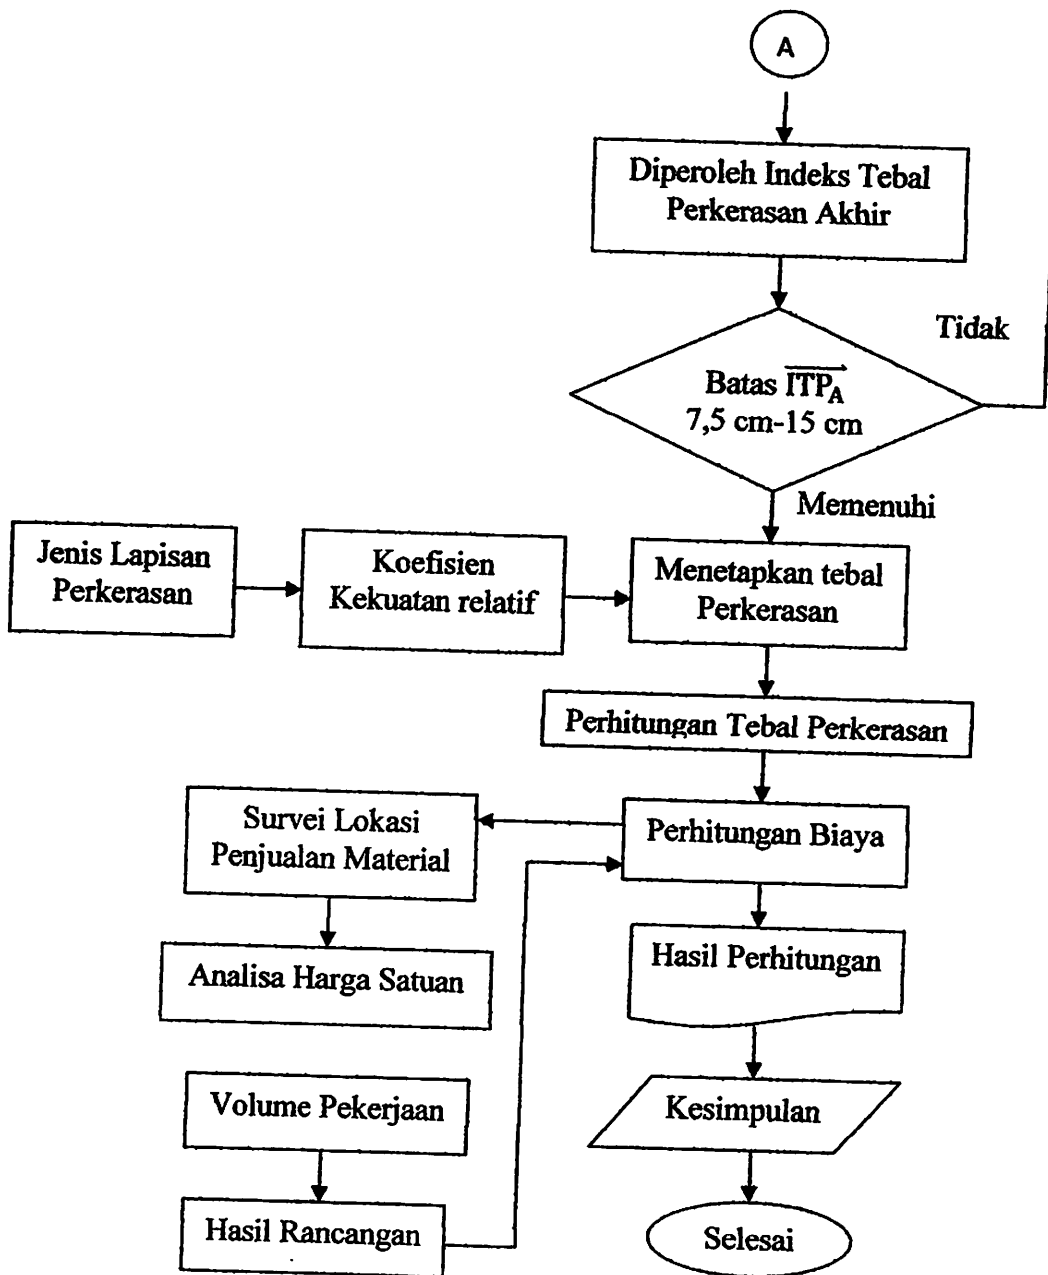 A
Diperoleh Indeks Tebal
Perkerasan Akhir
Tidak
Batas ITP_A
7,5 cm-15 cm
Memenuhi
Jenis Lapisan
Perkerasan
Koefisien
Kekuatan relatif
Menetapkan tebal
Perkerasan
Perhitungan Tebal Perkerasan
Survei Lokasi
Penjualan Material
Perhitungan Biaya
Analisa Harga Satuan
Hasil Perhitungan
Volume Pekerjaan
Kesimpulan
Hasil Rancangan
Selesai